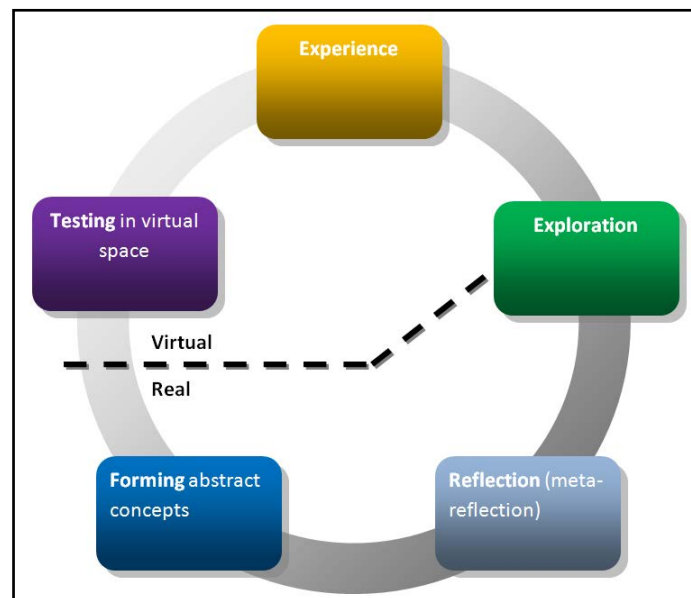 Experience
Exploration
Testing in virtual
space
Virtual
Real
Forming abstract
concepts
Reflection (meta-
reflection)